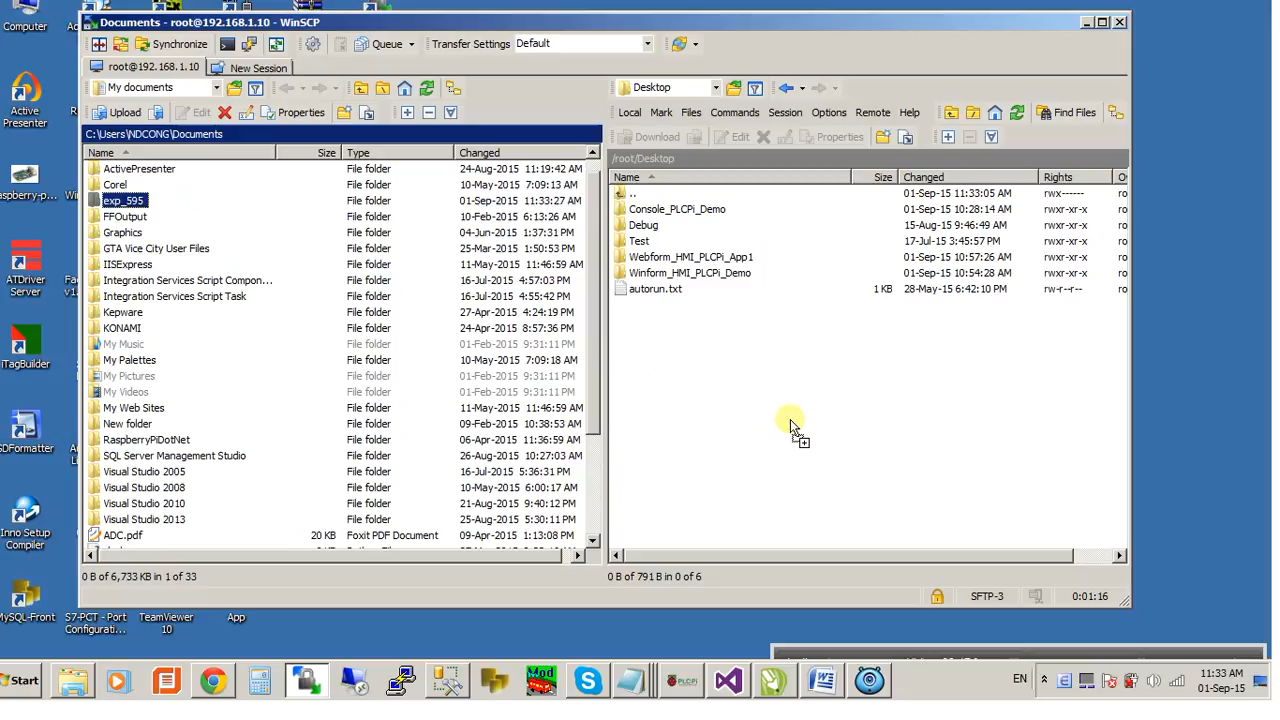 Computer
Active
Presenter
aspberry-p...
ATDriver
Server
iTagBuilder
SDFormatter
Inno Setup
Compiler
MySQL-Front
S7-PCT - Port
Configurati...
TeamViewer
10
App
Documents - root@192.168.1.10 - WinSCP
Synchronize
Queue
Transfer Settings Default
root@192.168.1.10
New Session
My documents
Upload
Edit
Properties
C:\Users\NDCONG\Documents
Name Size Type Changed
ActivePresenter File folder 24-Aug-2015 11:19:42 AM
Corel File folder 10-May-2015 7:09:13 AM
exp_595 File folder 01-Sep-2015 11:33:27 AM
FFOutput File folder 10-Feb-2015 6:13:26 AM
Graphics File folder 04-Jun-2015 1:37:31 PM
GTA Vice City User Files File folder 25-Mar-2015 1:50:53 PM
IISExpress File folder 11-May-2015 11:46:59 AM
Integration Services Script Compon... File folder 16-Jul-2015 4:57:03 PM
Integration Services Script Task File folder 16-Jul-2015 4:55:42 PM
Kepware File folder 27-Apr-2015 4:24:19 PM
KONAMI File folder 24-Apr-2015 8:57:36 PM
My Music File folder 01-Feb-2015 9:31:11 PM
My Palettes File folder 10-May-2015 7:09:18 AM
My Pictures File folder 01-Feb-2015 9:31:11 PM
My Videos File folder 01-Feb-2015 9:31:11 PM
My Web Sites File folder 11-May-2015 11:46:59 AM
New folder File folder 09-Feb-2015 10:38:53 AM
RaspberryPiDotNet File folder 06-Apr-2015 11:36:59 AM
SQL Server Management Studio File folder 26-Aug-2015 10:27:03 AM
Visual Studio 2005 File folder 16-Jul-2015 5:36:31 PM
Visual Studio 2008 File folder 10-May-2015 6:00:17 AM
Visual Studio 2010 File folder 21-Aug-2015 9:40:12 PM
Visual Studio 2013 File folder 25-Aug-2015 5:30:11 PM
ADC.pdf 20 KB Foxit PDF Document 09-Apr-2015 1:13:08 PM
0 B of 6,733 KB in 1 of 33
Desktop
Local Mark Files Commands Session Options Remote Help
Find Files
Download
Edit
Properties
/root/Desktop
Name Size Changed Rights
.. 01-Sep-15 11:33:05 AM rwx------
Console_PLCPi_Demo 01-Sep-15 10:28:14 AM rwxr-xr-x ro
Debug 25-Aug-15 9:46:49 AM rwxr-xr-x ro
Test 17-Jul-15 3:45:57 PM rwxr-xr-x ro
Webform_HMI_PLCPi_App1 01-Sep-15 10:57:26 AM rwxr-xr-x ro
Winform_HMI_PLCPi_Demo 01-Sep-15 10:54:28 AM rwxr-xr-x ro
autorun.txt 1 KB 28-May-15 6:42:10 PM rw-r--r-- ro
0 B of 791 B in 0 of 6
SFTP-3
0:01:16
Start
Mod
PLCPi
EN
11:33 AM
01-Sep-15